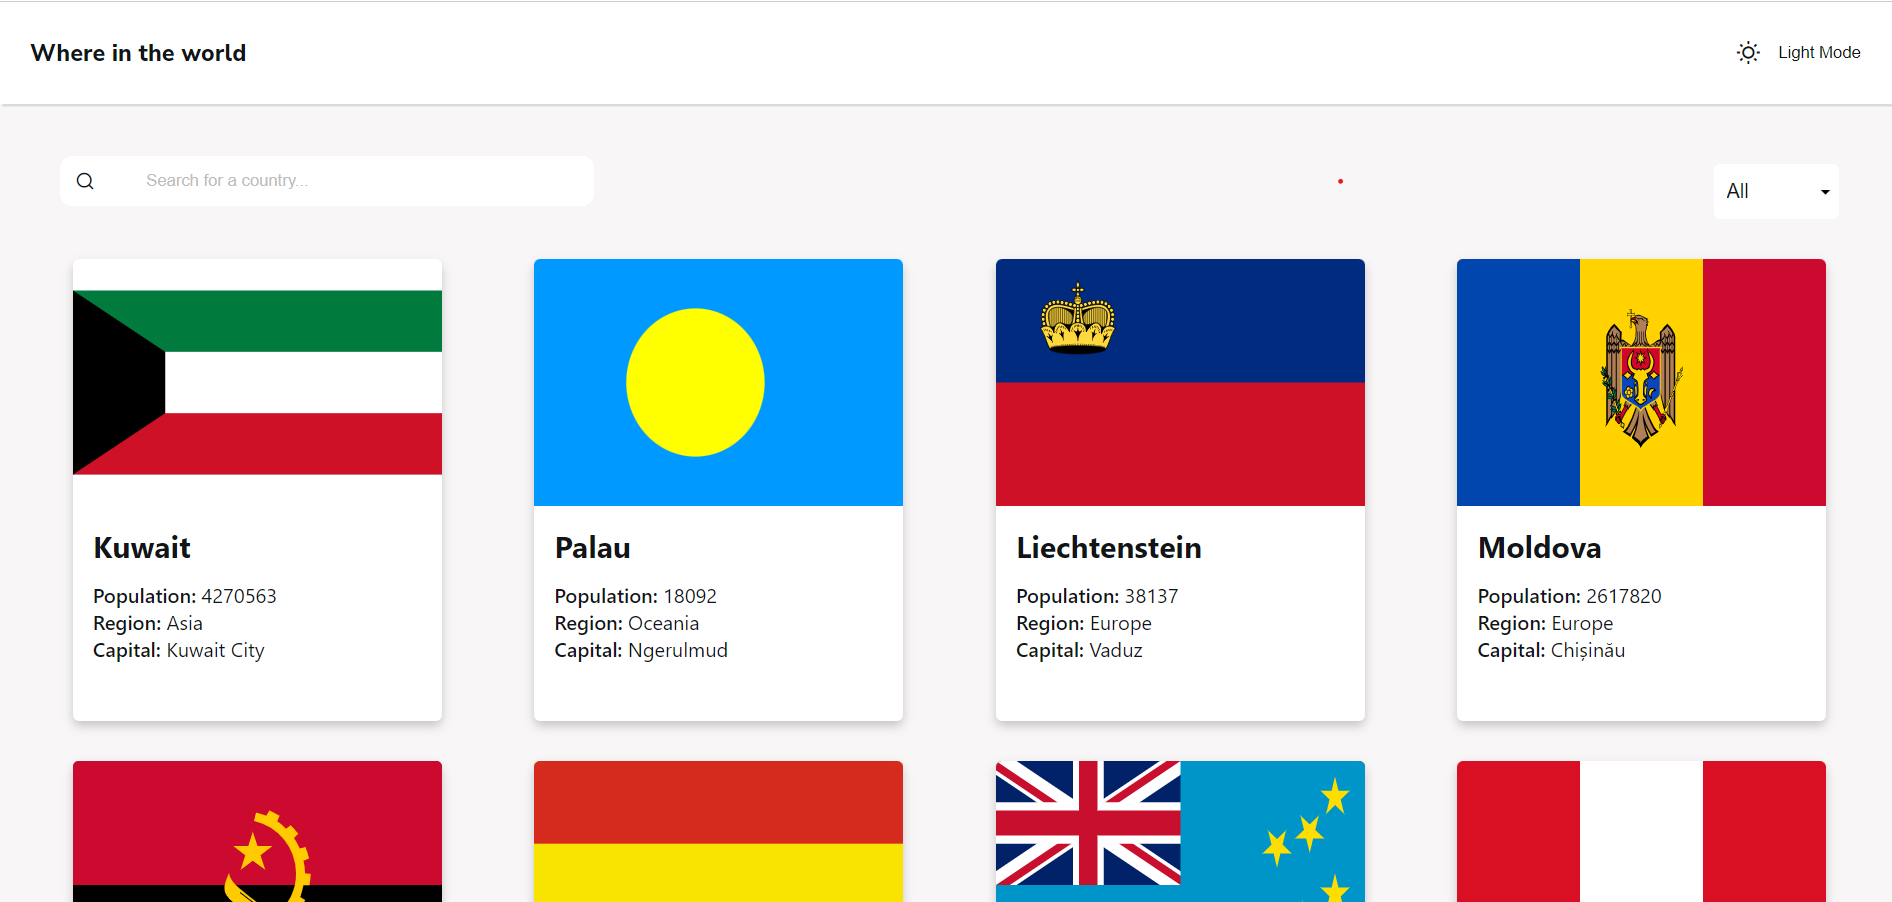 Where in the world
Light Mode
Search for a country...
All
Kuwait
Population: 4270563
Region: Asia
Capital: Kuwait City
Palau
Population: 18092
Region: Oceania
Capital: Ngerulmud
Liechtenstein
Population: 38137
Region: Europe
Capital: Vaduz
Moldova
Population: 2617820
Region: Europe
Capital: Chișinău